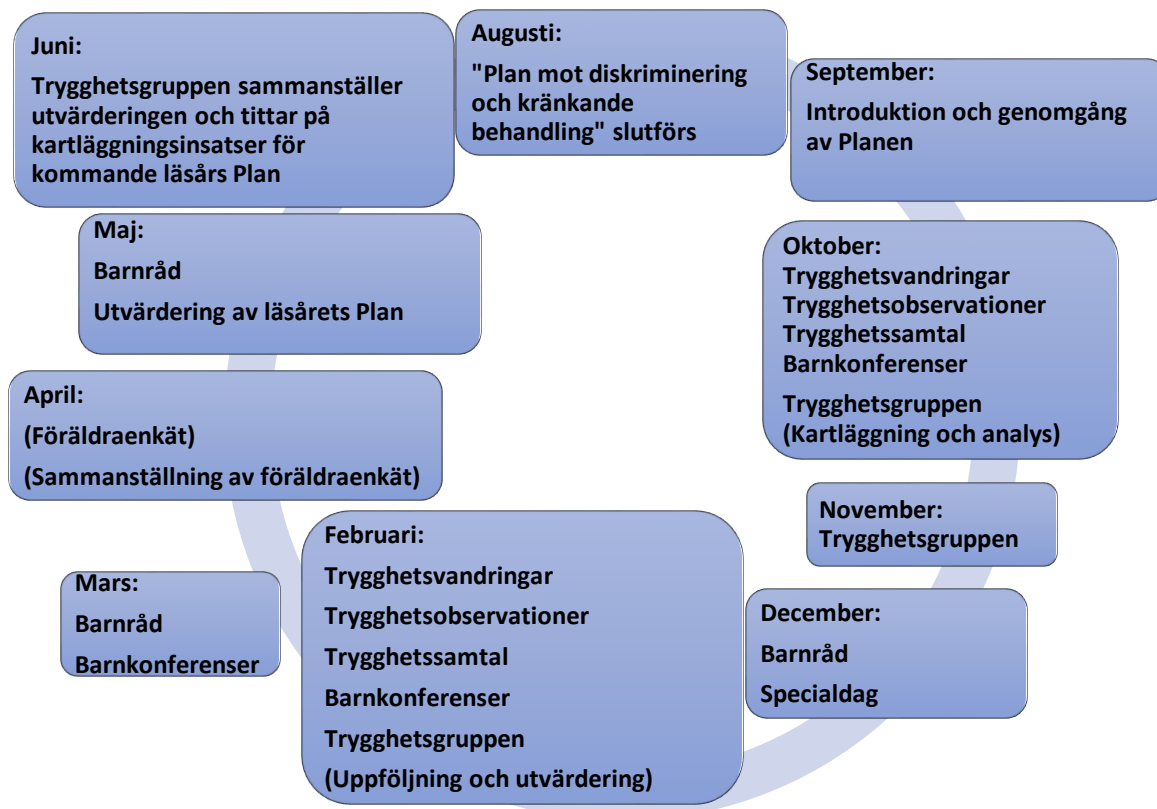 Juni:
Trygghetsgruppen sammanställer
utvärderingen och tittar på
kartläggningsinsatser för
kommande läsårs Plan
Augusti:
"Plan mot diskriminering
och kränkande
behandling" slutförs
September:
Introduktion och genomgång
av Planen
Oktober:
Trygghetsvandringar
Trygghetsobservationer
Trygghetssamtal
Barnkonferenser
Trygghetsgruppen
(Kartläggning och analys)
November:
Trygghetsgruppen
December:
Barnråd
Specialdag
Februari:
Trygghetsvandringar
Trygghetsobservationer
Trygghetssamtal
Barnkonferenser
Trygghetsgruppen
(Uppföljning och utvärdering)
Mars:
Barnråd
Barnkonferenser
April:
(Föräldraenkät)
(Sammanställning av föräldraenkät)
Maj:
Barnråd
Utvärdering av läsårets Plan